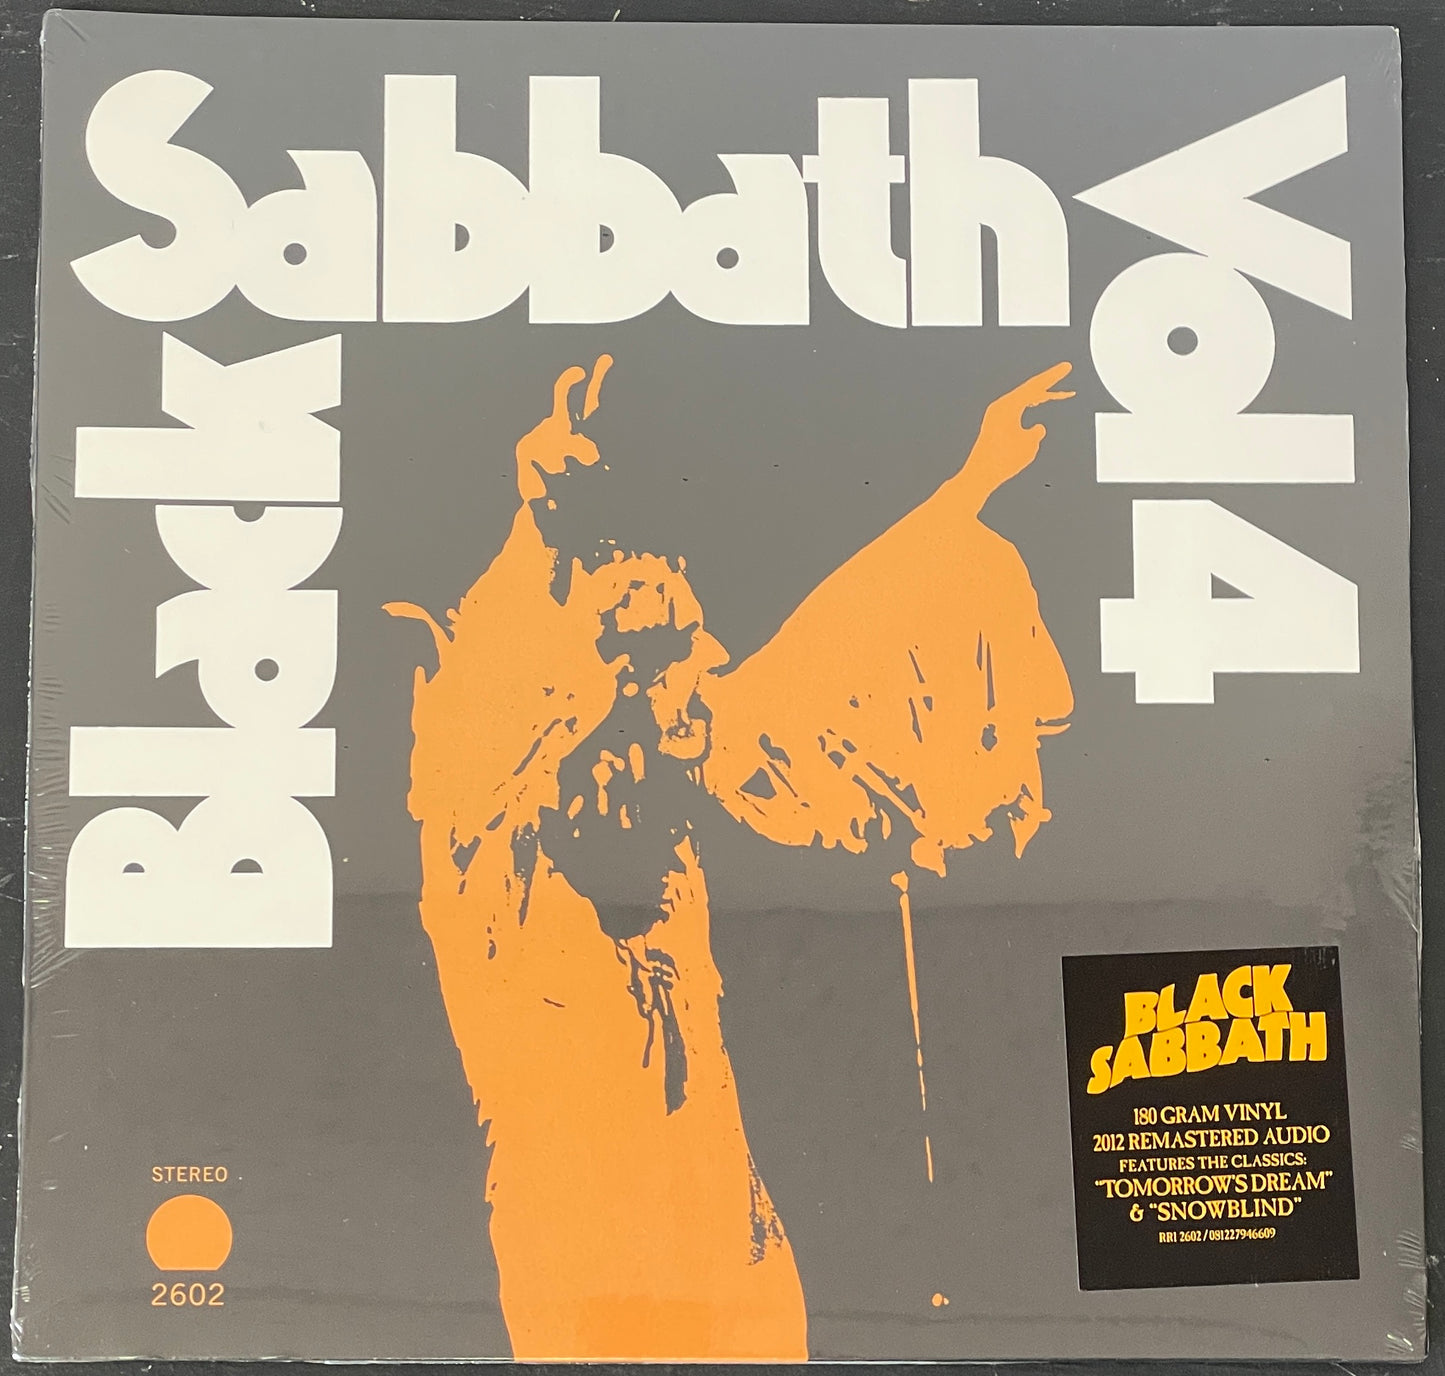 Black
Sabbath
Vol 4
STEREO
2602
BLACK
SABBATH
180 GRAM VINYL
2012 REMASTERED AUDIO
FEATURES THE CLASSICS:
"TOMORROW'S DREAM"
& "SNOWBLIND"
RR1 2602 / 081227946609